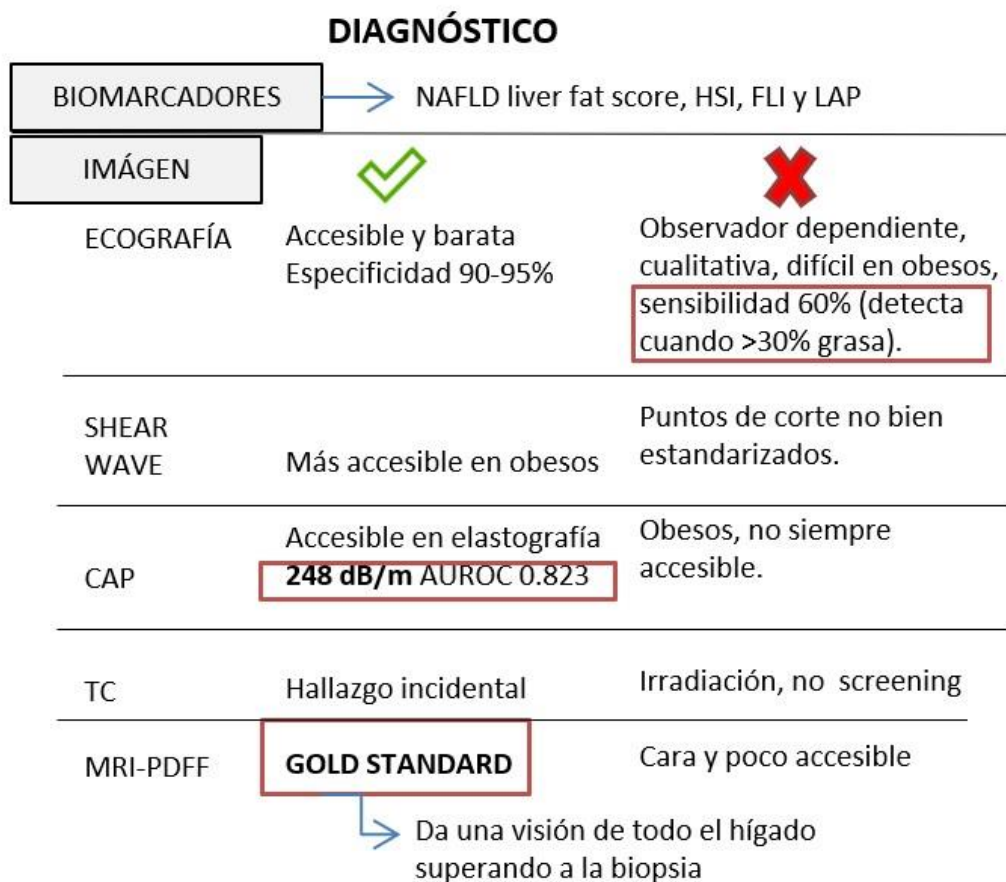 DIAGNÓSTICO
BIOMARCADORES
NAFLD liver fat score, HSI, FLI y LAP
IMÁGEN
ECOGRAFÍA
Accesible y barata
Especificidad 90-95%
Observador dependiente,
cualitativa, difícil en obesos,
sensibilidad 60% (detecta
cuando >30% grasa).
SHEAR
WAVE
Más accesible en obesos
Puntos de corte no bien
estandarizados.
CAP
Accesible en elastografía
248 dB/m AUROC 0.823
Obesos, no siempre
accesible.
TC
Hallazgo incidental
Irradiación, no screening
MRI-PDFF
GOLD STANDARD
Cara y poco accesible
Da una visión de todo el hígado
superando a la biopsia